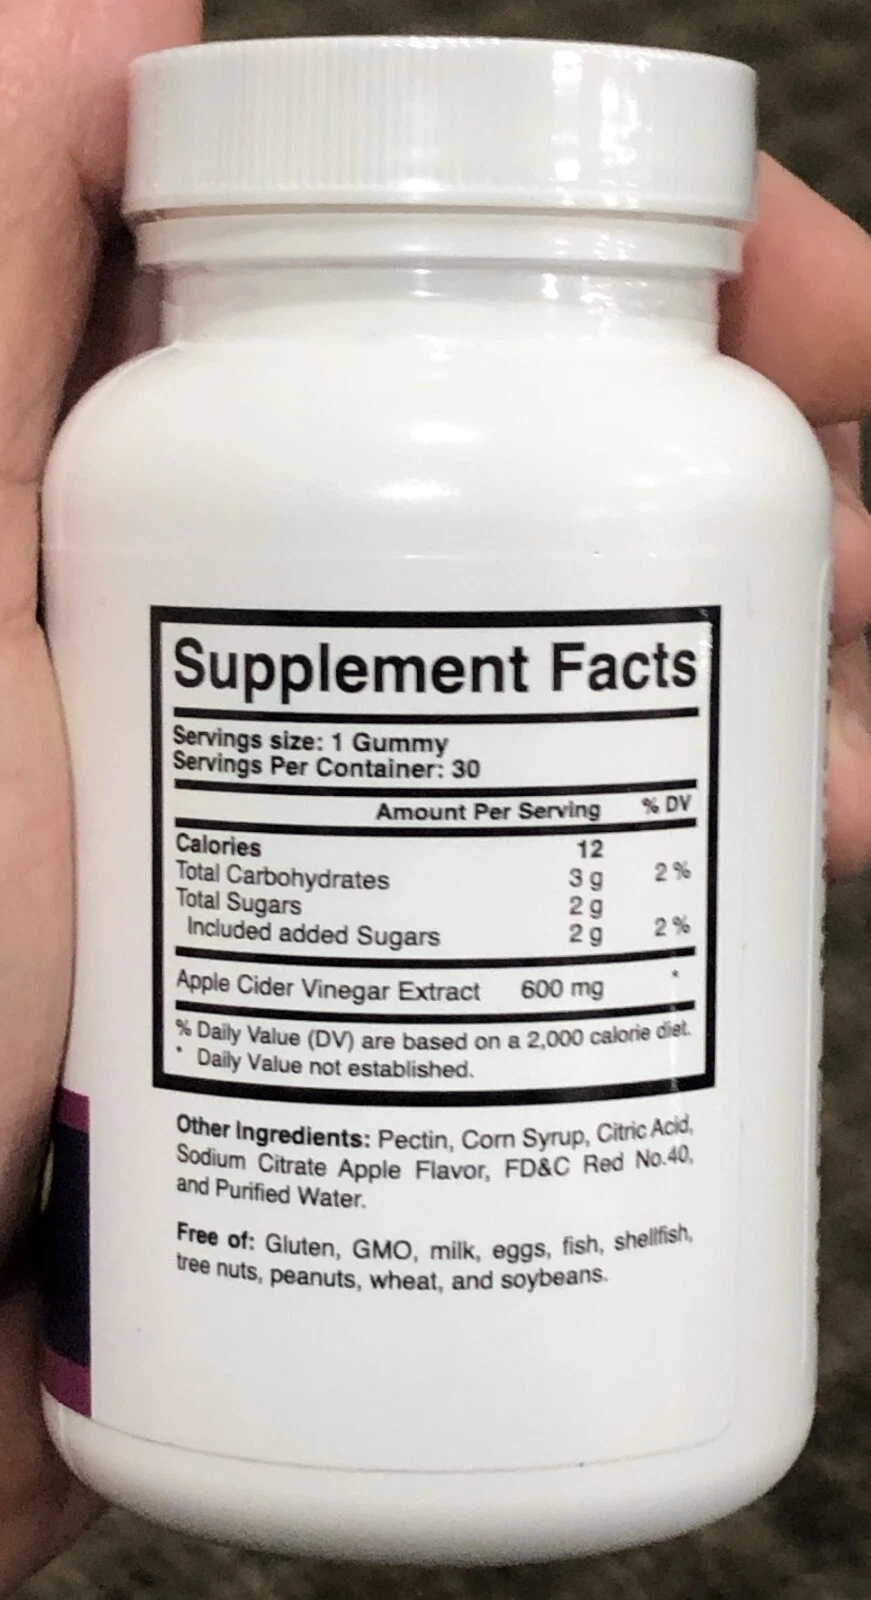 Supplement Facts
Servings size: 1 Gummy
Servings Per Container: 30
Amount Per Serving % DV
Calories 12
Total Carbohydrates 3 g 2%
Total Sugars 2 g
Included added Sugars 2 g 2%
Apple Cider Vinegar Extract 600 mg *
% Daily Value (DV) are based on a 2,000 calorie diet.
* Daily Value not established.
Other Ingredients: Pectin, Corn Syrup, Citric Acid,
Sodium Citrate Apple Flavor, FD&C Red No.40,
and Purified Water.
Free of: Gluten, GMO, milk, eggs, fish, shellfish,
tree nuts, peanuts, wheat, and soybeans.